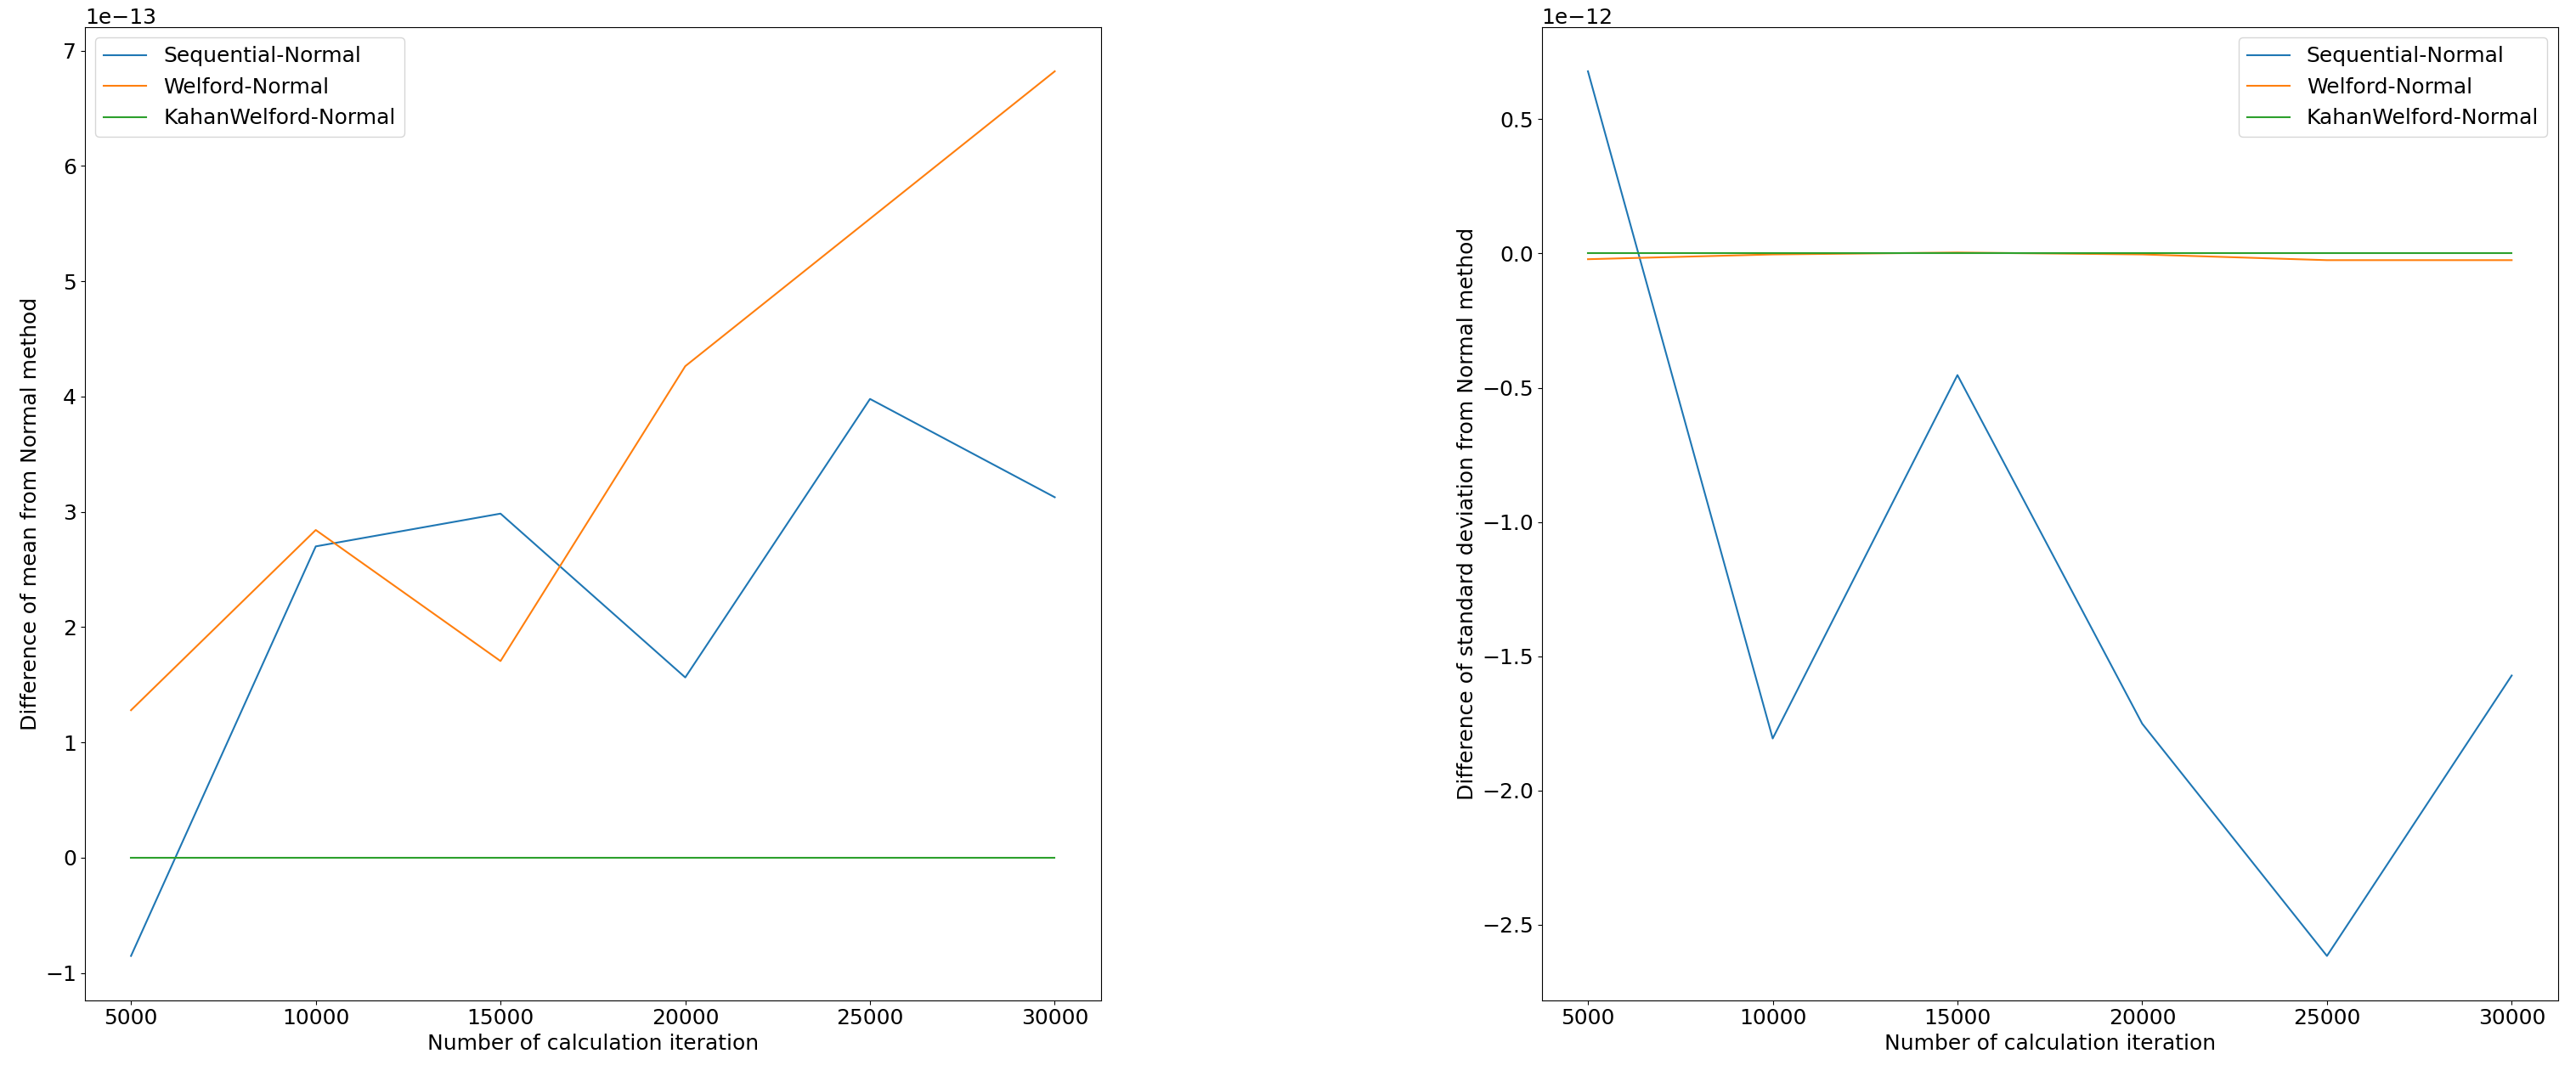 1e−13
Sequential-Normal
Welford-Normal
KahanWelford-Normal
7
6
5
4
3
2
1
0
−1
Difference of mean from Normal method
5000 10000 15000 20000 25000 30000
Number of calculation iteration
1e−12
Sequential-Normal
Welford-Normal
KahanWelford-Normal
0.5
0.0
−0.5
−1.0
−1.5
−2.0
−2.5
Difference of standard deviation from Normal method
5000 10000 15000 20000 25000 30000
Number of calculation iteration